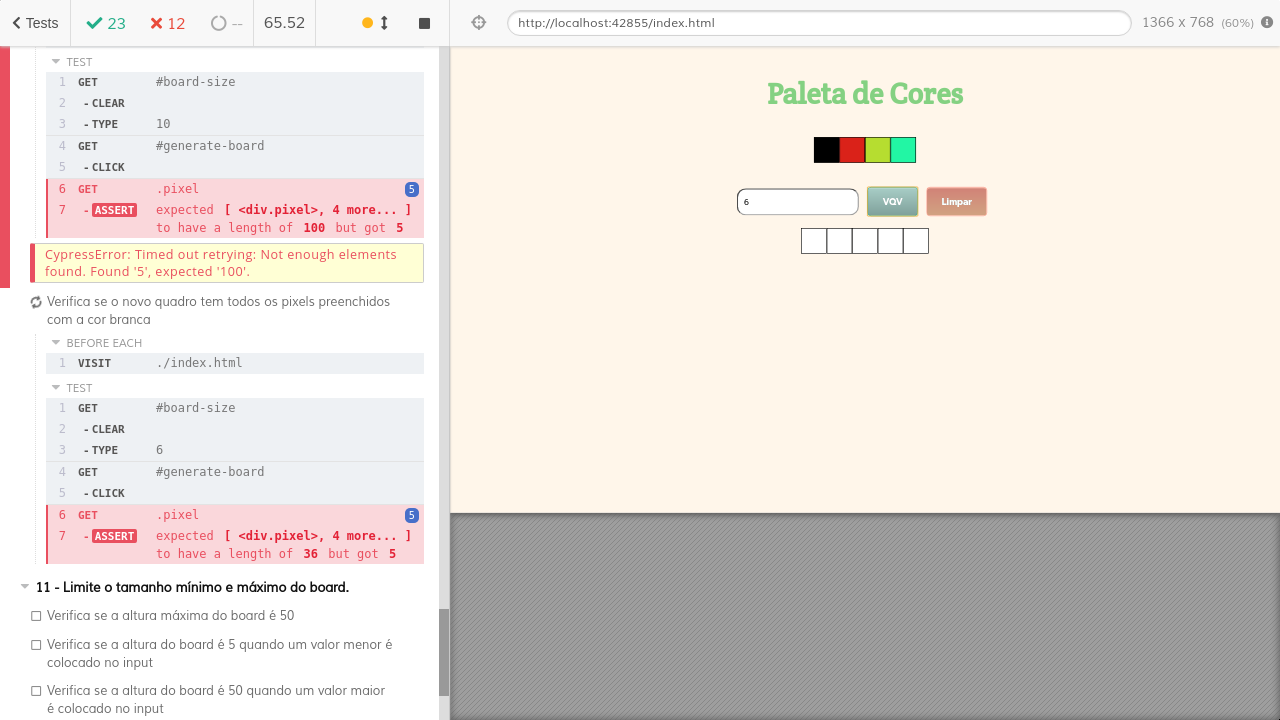 Tests
23
12
--
65.52
http://localhost:42855/index.html
1366 x 768 (60%)
TEST
1 GET #board-size
2 - CLEAR
3 - TYPE 10
4 GET #generate-board
5 - CLICK
6 GET .pixel 5
7 - ASSERT expected [ <div.pixel>, 4 more... ]
to have a length of 100 but got 5
CypressError: Timed out retrying: Not enough elements
found. Found '5', expected '100'.
Verifica se o novo quadro tem todos os pixels preenchidos
com a cor branca
BEFORE EACH
1 VISIT ./index.html
TEST
1 GET #board-size
2 - CLEAR
3 - TYPE 6
4 GET #generate-board
5 - CLICK
6 GET .pixel 5
7 - ASSERT expected [ <div.pixel>, 4 more... ]
to have a length of 36 but got 5
11 - Limite o tamanho mínimo e máximo do board.
Verifica se a altura máxima do board é 50
Verifica se a altura do board é 5 quando um valor menor é
colocado no input
Verifica se a altura do board é 50 quando um valor maior
é colocado no input
Paleta de Cores
6
VQV
Limpar